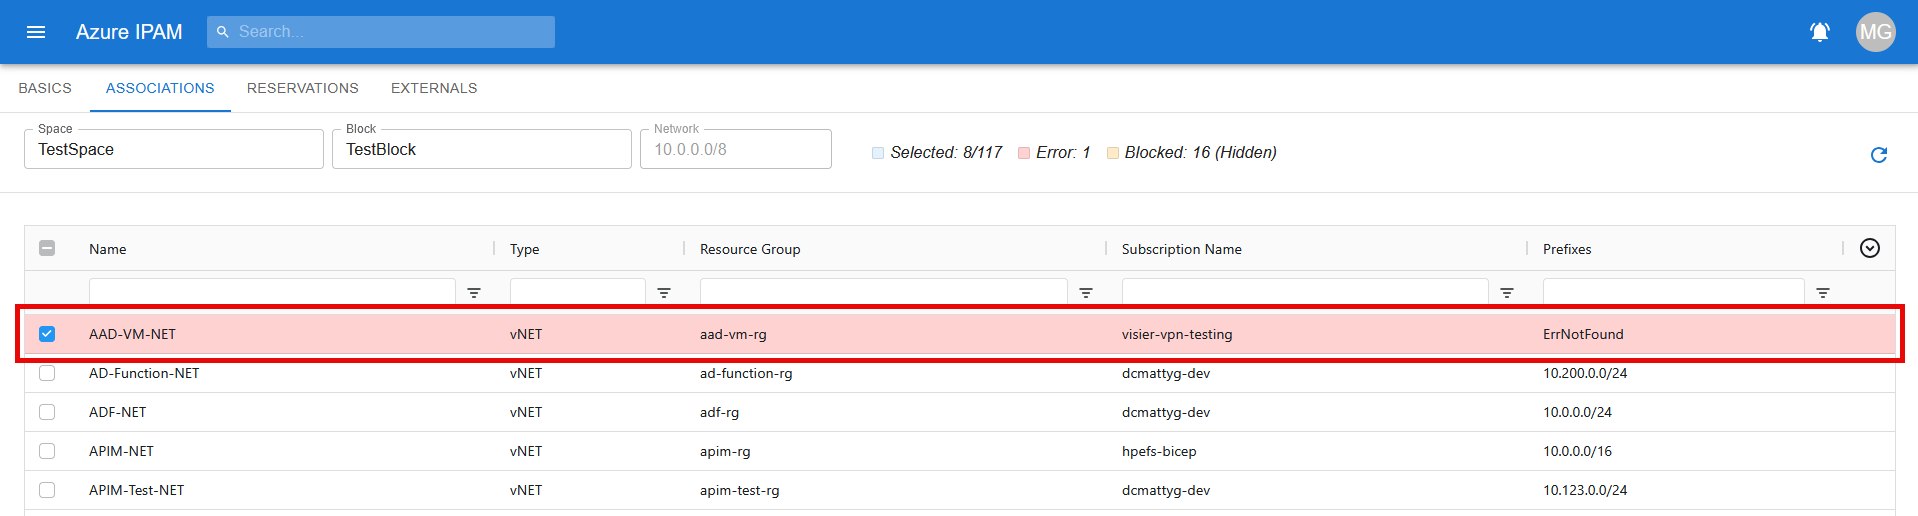 Azure IPAM Search... MG
BASICS ASSOCIATIONS RESERVATIONS EXTERNALS
Space Block Network
TestSpace TestBlock 10.0.0.0/8 Selected: 8/117 Error: 1 Blocked: 16 (Hidden)
Name Type Resource Group Subscription Name Prefixes
AAD-VM-NET vNET aad-vm-rg visier-vpn-testing ErrNotFound
AD-Function-NET vNET ad-function-rg dcmattyg-dev 10.200.0.0/24
ADF-NET vNET adf-rg dcmattyg-dev 10.0.0.0/24
APIM-NET vNET apim-rg hpefs-bicep 10.0.0.0/16
APIM-Test-NET vNET apim-test-rg dcmattyg-dev 10.123.0.0/24